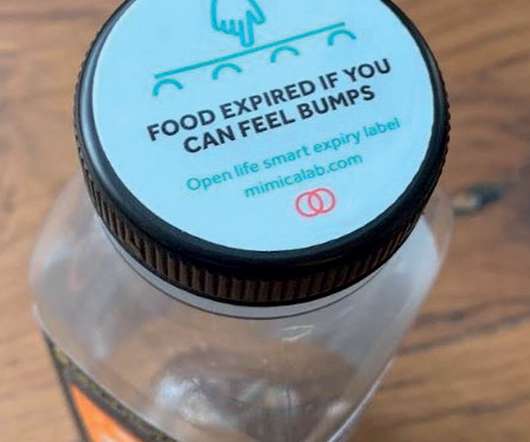 FOOD EXPIRED IF YOU
CAN FEEL BUMPS
Open life smart expiry label
mimicalab.com